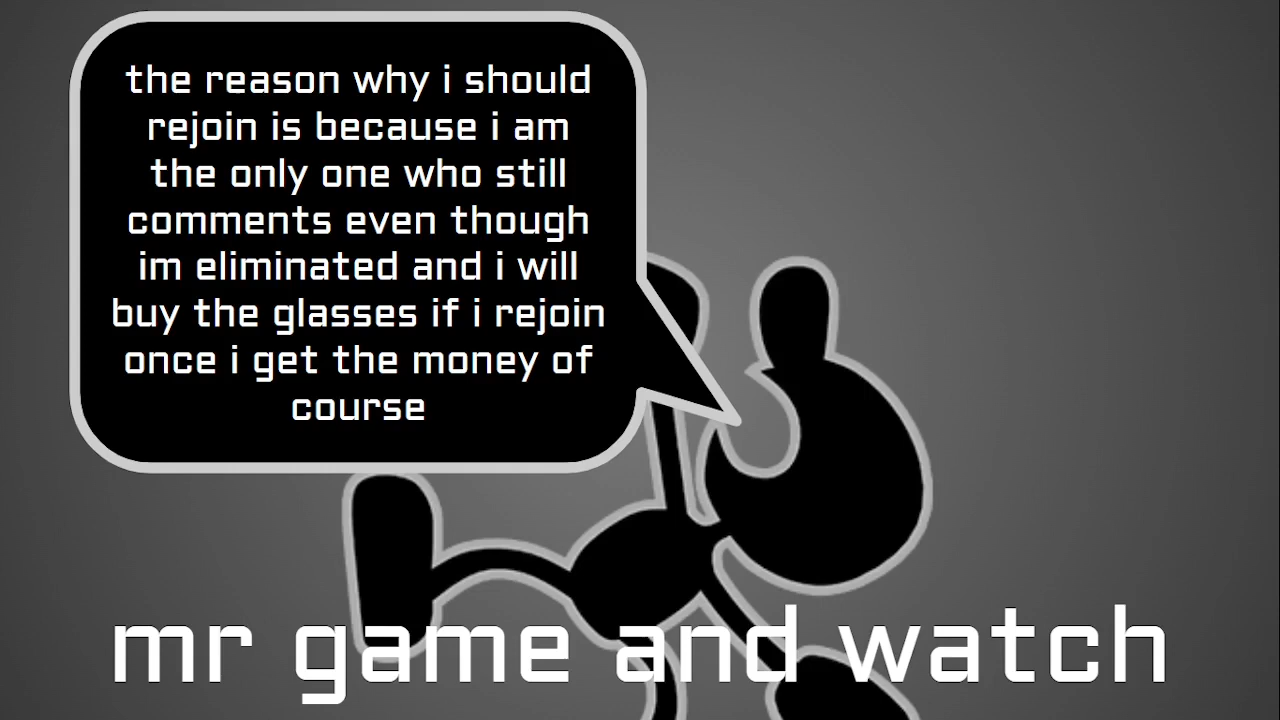 the reason why i should
rejoin is because i am
the only one who still
comments even though
im eliminated and i will
buy the glasses if i rejoin
once i get the money of
course
mr game and watch